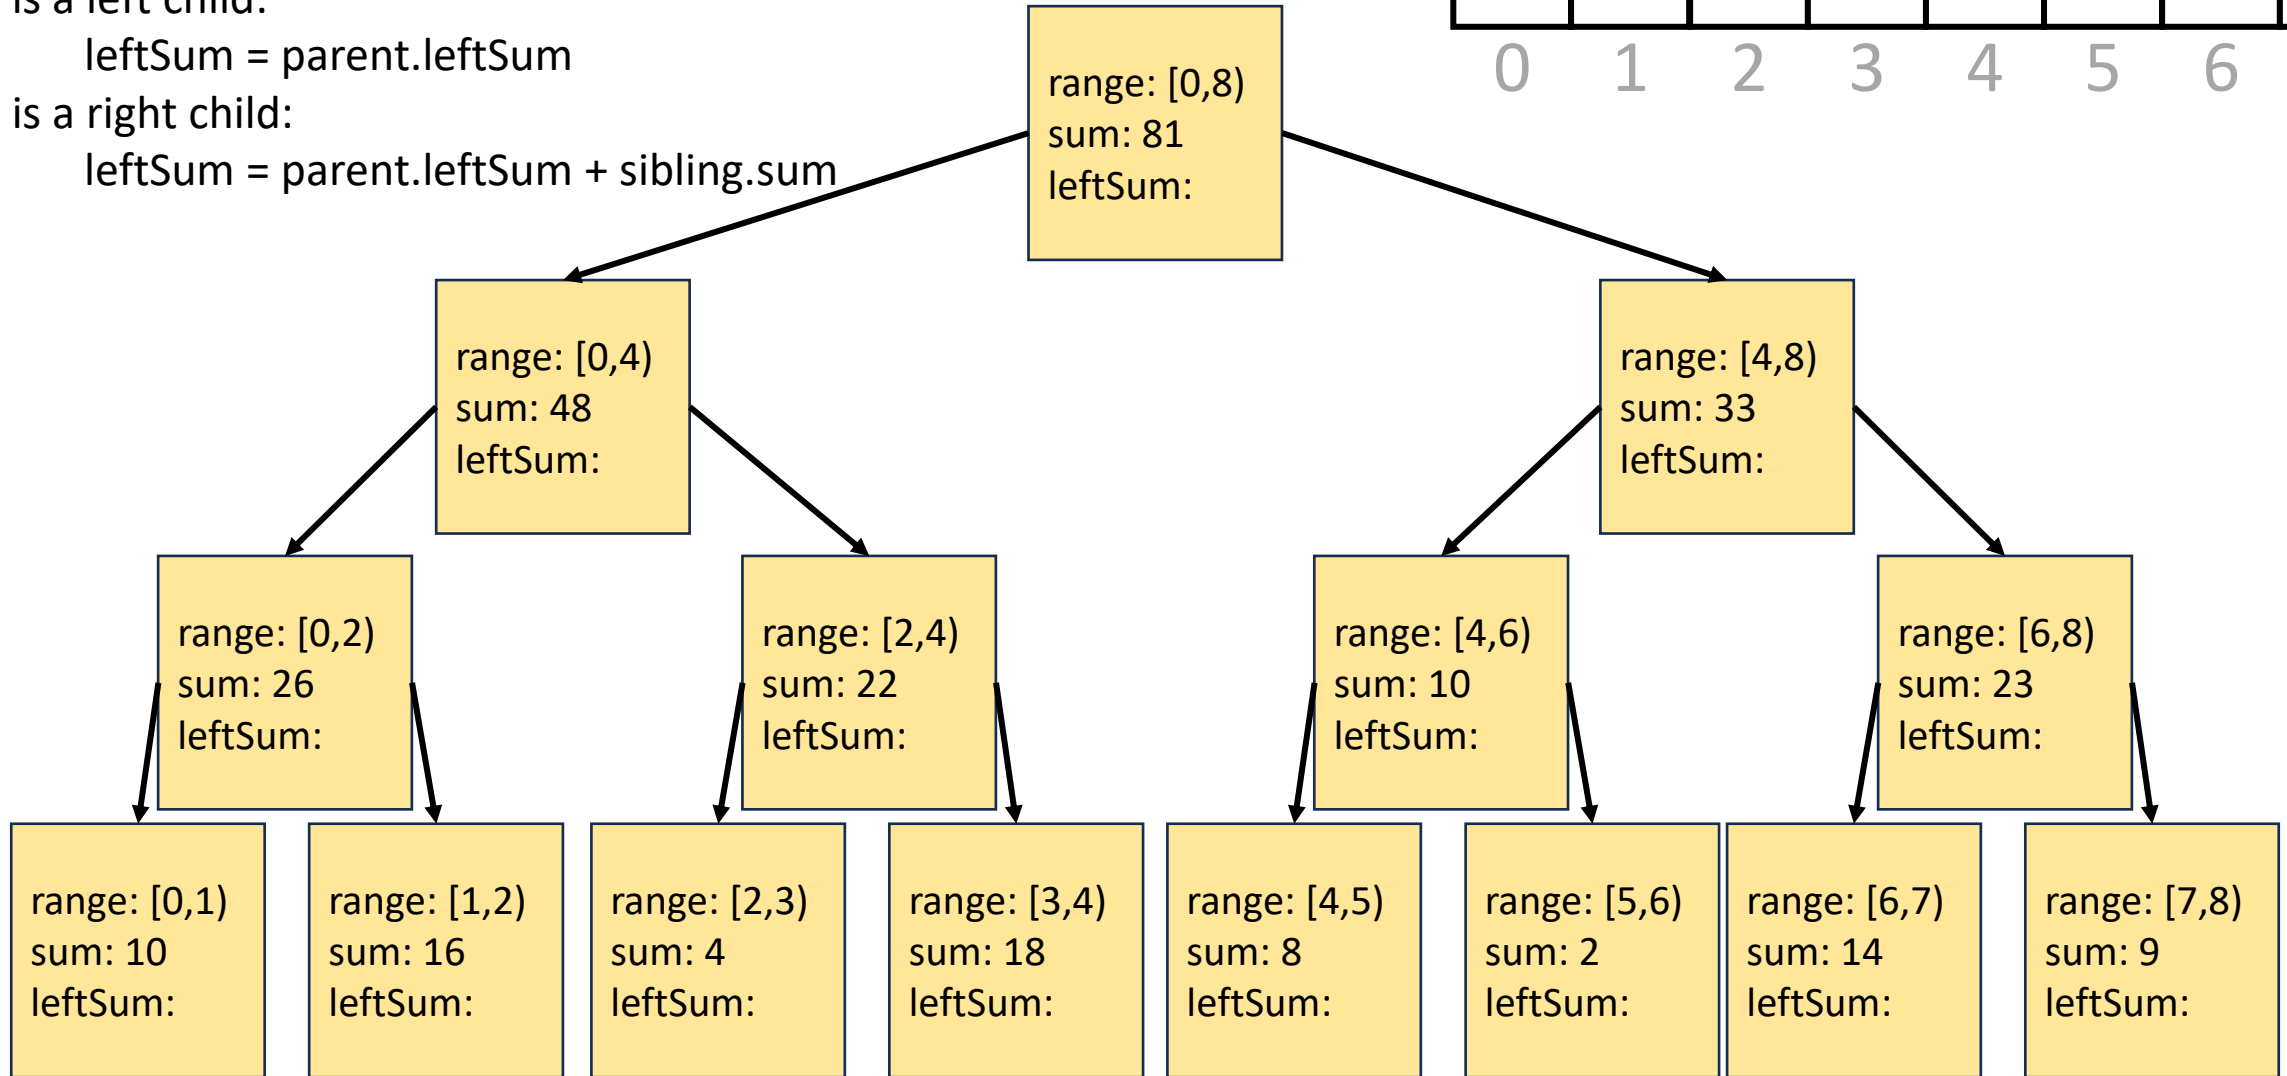 is a left child:
leftSum = parent.leftSum
is a right child:
leftSum = parent.leftSum + sibling.sum
0 1 2 3 4 5 6
range: [0,8)
sum: 81
leftSum:
range: [0,4)
sum: 48
leftSum:
range: [4,8)
sum: 33
leftSum:
range: [0,2)
sum: 26
leftSum:
range: [2,4)
sum: 22
leftSum:
range: [4,6)
sum: 10
leftSum:
range: [6,8)
sum: 23
leftSum:
range: [0,1)
sum: 10
leftSum:
range: [1,2)
sum: 16
leftSum:
range: [2,3)
sum: 4
leftSum:
range: [3,4)
sum: 18
leftSum:
range: [4,5)
sum: 8
leftSum:
range: [5,6)
sum: 2
leftSum:
range: [6,7)
sum: 14
leftSum:
range: [7,8)
sum: 9
leftSum: